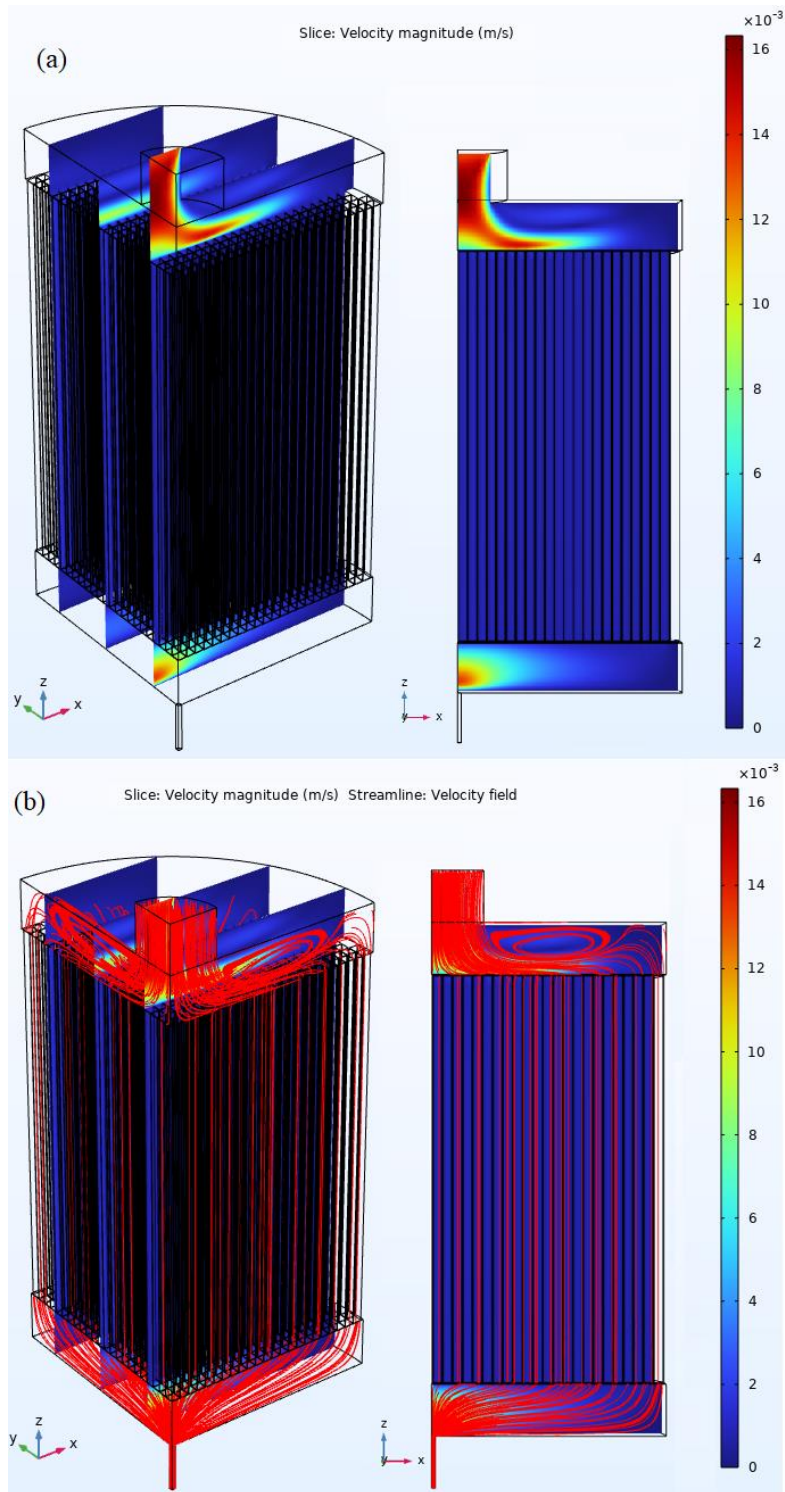 Slice: Velocity magnitude (m/s)
×10⁻³
(a)
16
14
12
10
8
6
4
2
0
z
y
x
z
y
x
(b)
Slice: Velocity magnitude (m/s) Streamline: Velocity field
×10⁻³
16
14
12
10
8
6
4
2
0
z
y
x
z
y
x